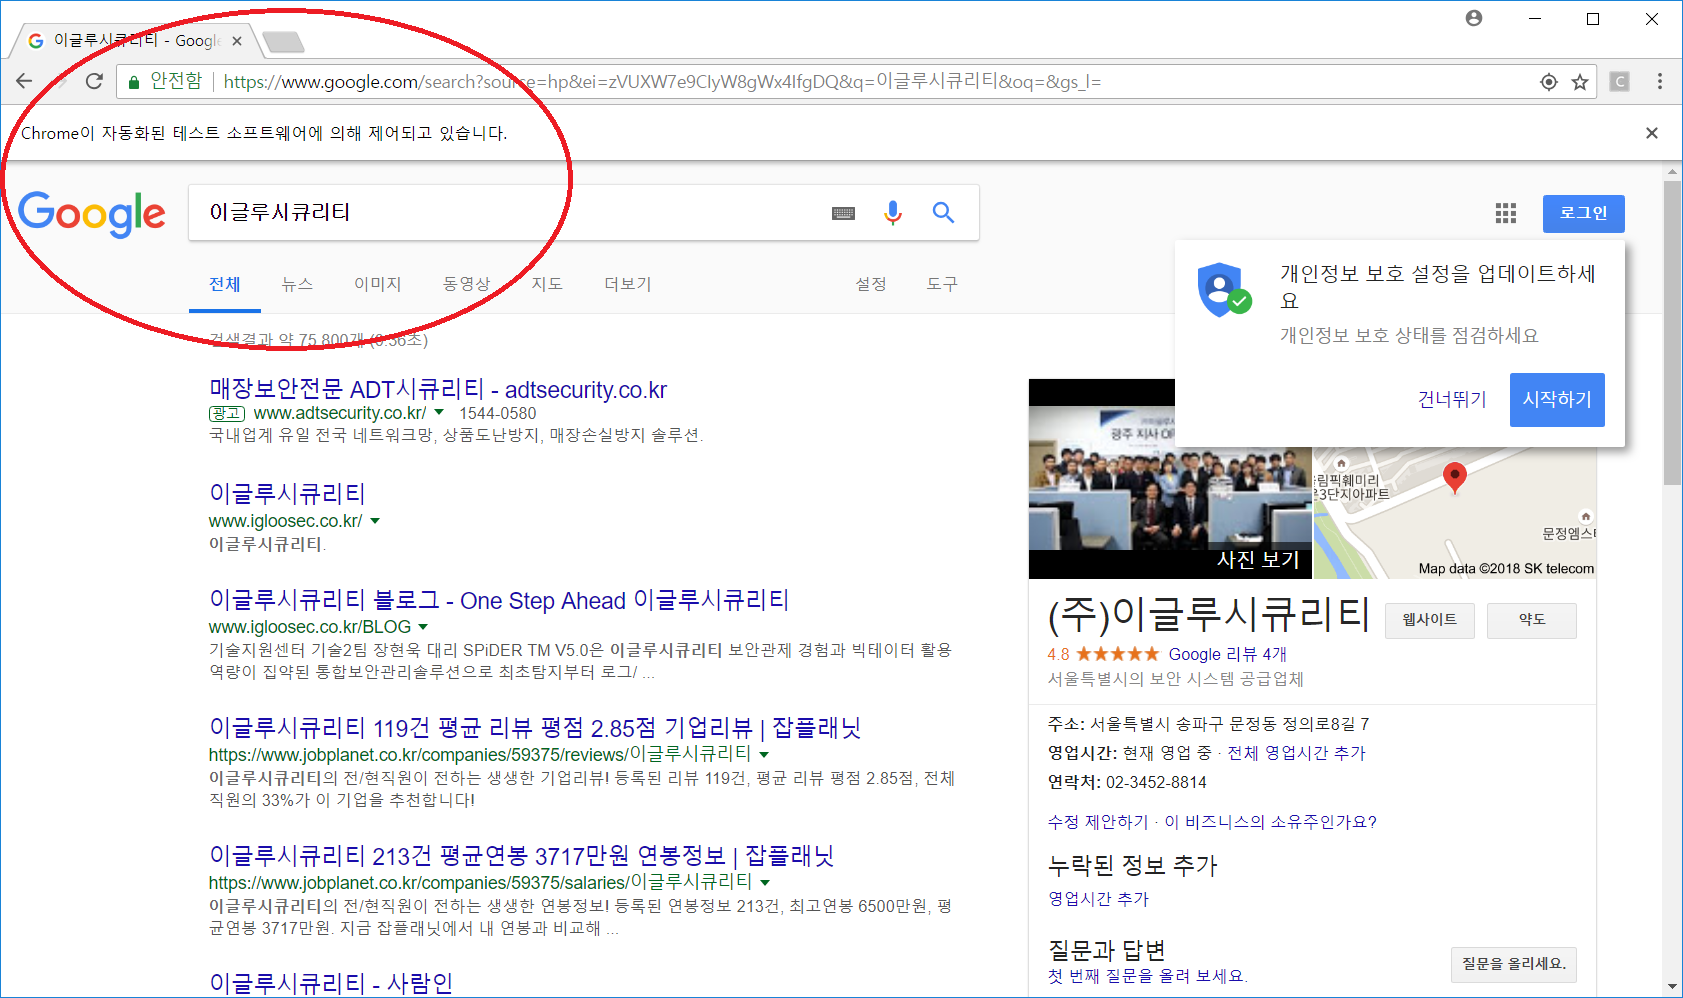 이글루시큐리티 - Google
안전함
https://www.google.com/search?source=hp&ei=zVUXW7e9CIyW8gWx4IfgDQ&q=이글루시큐리티&oq=&gs_l=
C
Chrome이 자동화된 테스트 소프트웨어에 의해 제어되고 있습니다.
Google
이글루시큐리티
로그인
전체
뉴스
이미지
동영상
지도
더보기
설정
도구
개인정보 보호 설정을 업데이트하세
요
개인정보 보호 상태를 점검하세요
건너뛰기
시작하기
검색결과 약 75,800개 (0.36초)
매장보안전문 ADT시큐리티 - adtsecurity.co.kr
광고 www.adtsecurity.co.kr/ 1544-0580
국내업계 유일 전국 네트워크망, 상품도난방지, 매장손실방지 솔루션.
이글루시큐리티
www.igloosec.co.kr/
이글루시큐리티.
이글루시큐리티 블로그 - One Step Ahead 이글루시큐리티
www.igloosec.co.kr/BLOG
기술지원센터 기술2팀 장현욱 대리 SPiDER TM V5.0은 이글루시큐리티 보안관제 경험과 빅테이터 활용
역량이 집약된 통합보안관리솔루션으로 최초탐지부터 로그/ ...
이글루시큐리티 119건 평균 리뷰 평점 2.85점 기업리뷰 | 잡플래닛
https://www.jobplanet.co.kr/companies/59375/reviews/이글루시큐리티
이글루시큐리티의 전/현직원이 전하는 생생한 기업리뷰! 등록된 리뷰 119건, 평균 리뷰 평점 2.85점, 전체
직원의 33%가 이 기업을 추천합니다!
이글루시큐리티 213건 평균연봉 3717만원 연봉정보 | 잡플래닛
https://www.jobplanet.co.kr/companies/59375/salaries/이글루시큐리티
이글루시큐리티의 전/현직원이 전하는 생생한 연봉정보! 등록된 연봉정보 213건, 최고연봉 6500만원, 평
균연봉 3717만원. 지금 잡플래닛에서 내 연봉과 비교해 ...
이글루시큐리티 - 사람인
광주 지사
사진 보기
림픽훼미리
3단지아파트
문정엠스
Map data ©2018 SK telecom
(주)이글루시큐리티
웹사이트
약도
4.8 ★★★★★ Google 리뷰 4개
서울특별시의 보안 시스템 공급업체
주소: 서울특별시 송파구 문정동 정의로8길 7
영업시간: 현재 영업 중 · 전체 영업시간 추가
연락처: 02-3452-8814
수정 제안하기 · 이 비즈니스의 소유주인가요?
누락된 정보 추가
영업시간 추가
질문과 답변
첫 번째 질문을 올려 보세요.
질문을 올리세요.